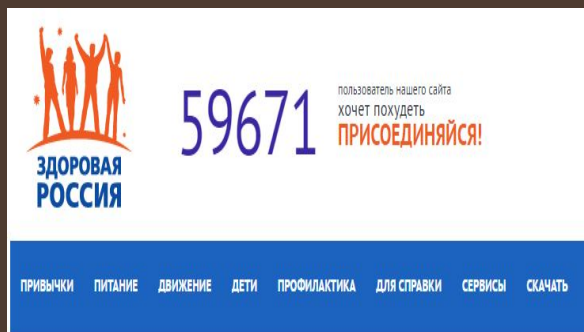 ЗДОРОВАЯ
РОССИЯ
59671
пользователь нашего сайта
хочет похудеть
ПРИСОЕДИНЯЙСЯ!
ПРИВЫЧКИ ПИТАНИЕ ДВИЖЕНИЕ ДЕТИ ПРОФИЛАКТИКА ДЛЯ СПРАВКИ СЕРВИСЫ СКАЧАТЬ